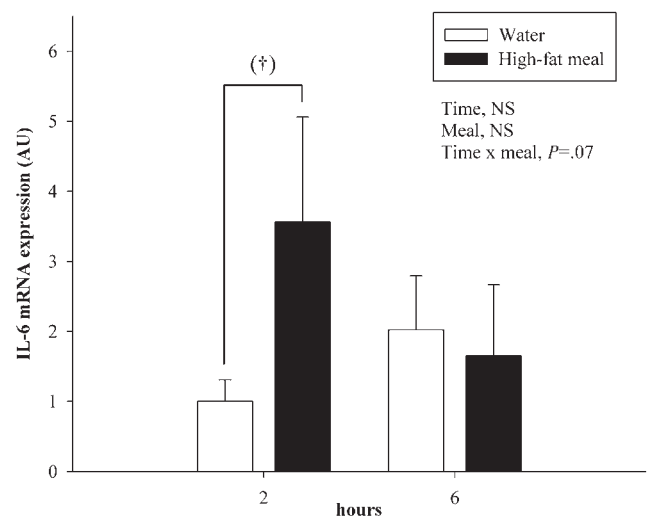 6
5
4
3
2
1
0
IL-6 mRNA expression (AU)
(†)
Water
High-fat meal
Time, NS
Meal, NS
Time x meal, P=.07
2
6
hours